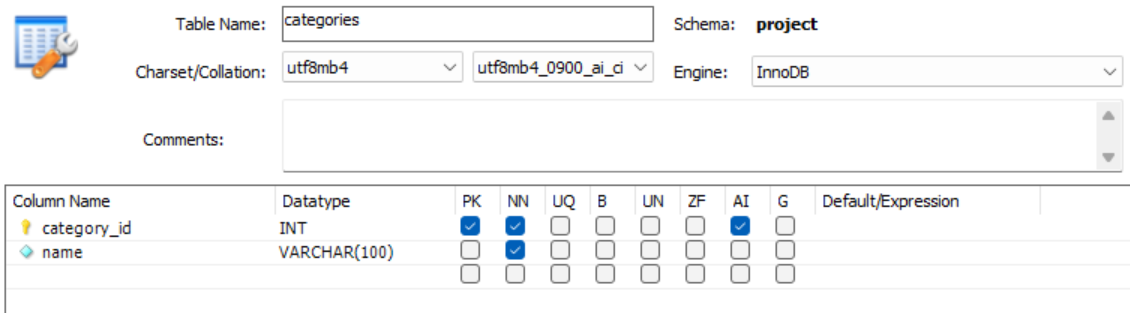 Table Name: categories Schema: project
Charset/Collation: utf8mb4 utf8mb4_0900_ai_ci Engine: InnoDB
Comments:
Column Name Datatype PK NN UQ B UN ZF AI G Default/Expression
category_id INT
name VARCHAR(100)